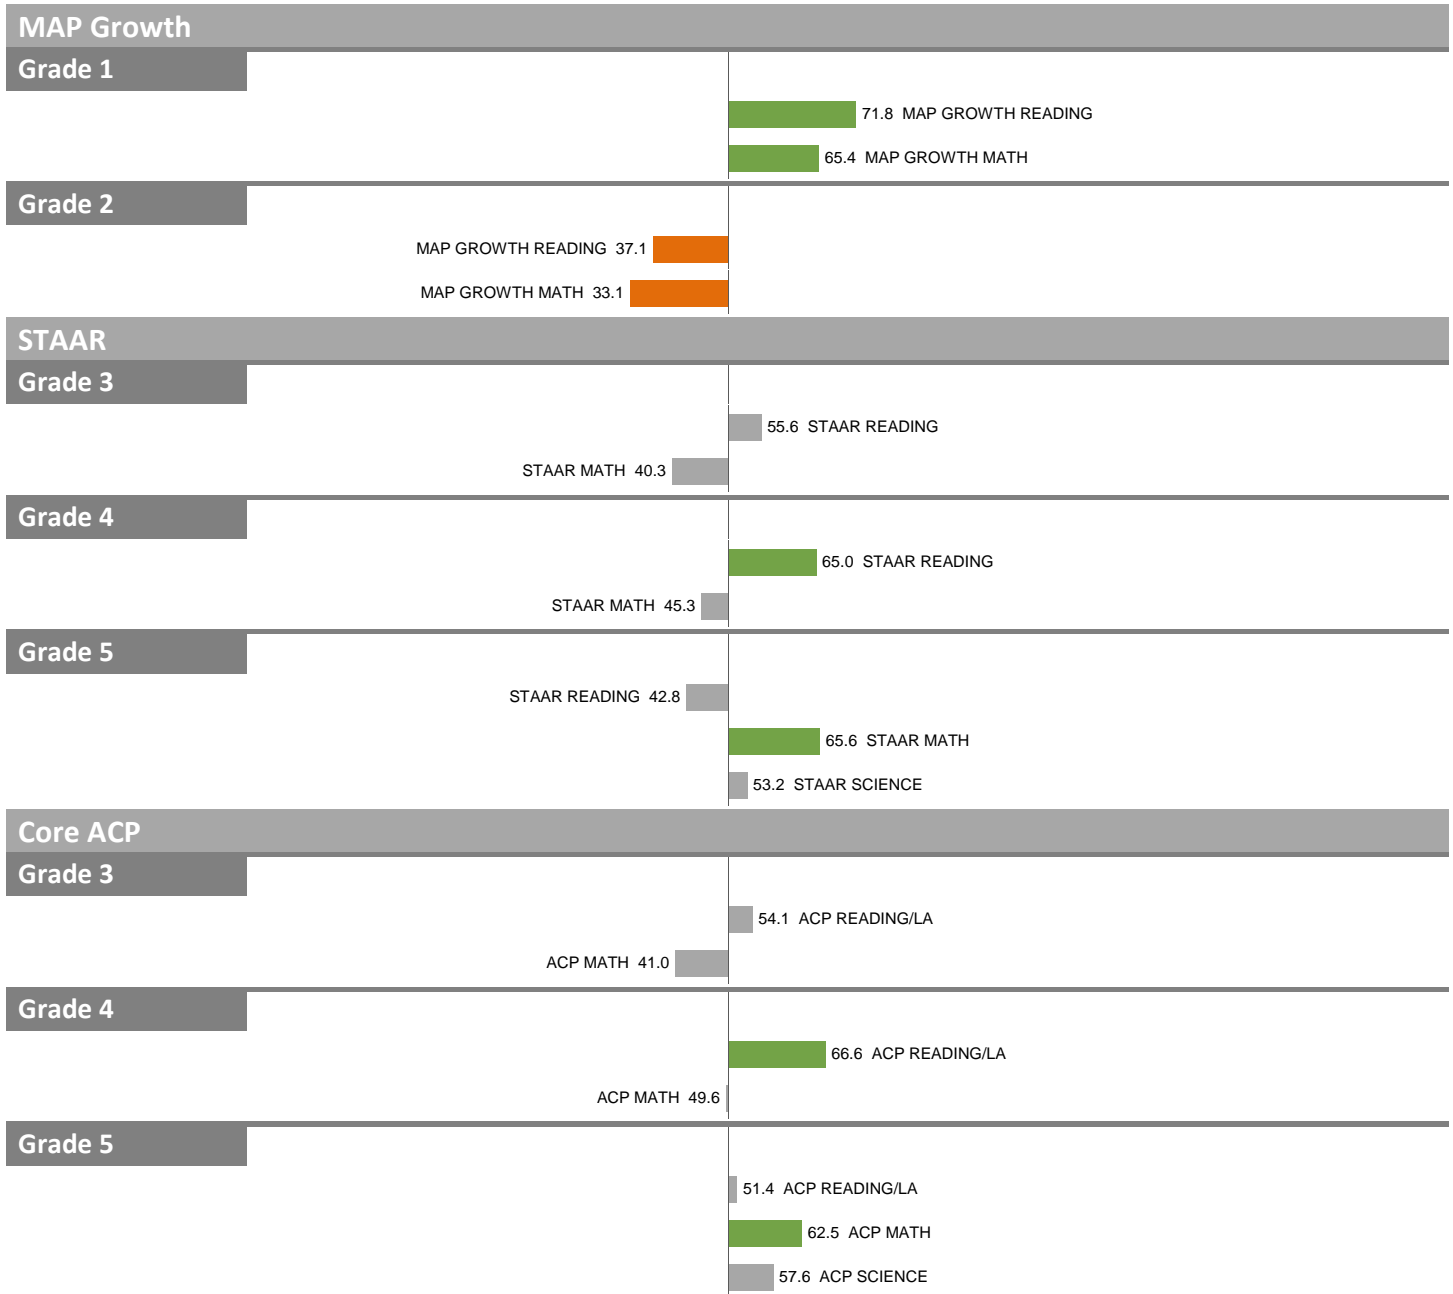 MAP Growth
Grade 1
71.8 MAP GROWTH READING
65.4 MAP GROWTH MATH
Grade 2
MAP GROWTH READING 37.1
MAP GROWTH MATH 33.1
STAAR
Grade 3
55.6 STAAR READING
STAAR MATH 40.3
Grade 4
65.0 STAAR READING
STAAR MATH 45.3
Grade 5
STAAR READING 42.8
65.6 STAAR MATH
53.2 STAAR SCIENCE
Core ACP
Grade 3
54.1 ACP READING/LA
ACP MATH 41.0
Grade 4
66.6 ACP READING/LA
ACP MATH 49.6
Grade 5
51.4 ACP READING/LA
62.5 ACP MATH
57.6 ACP SCIENCE